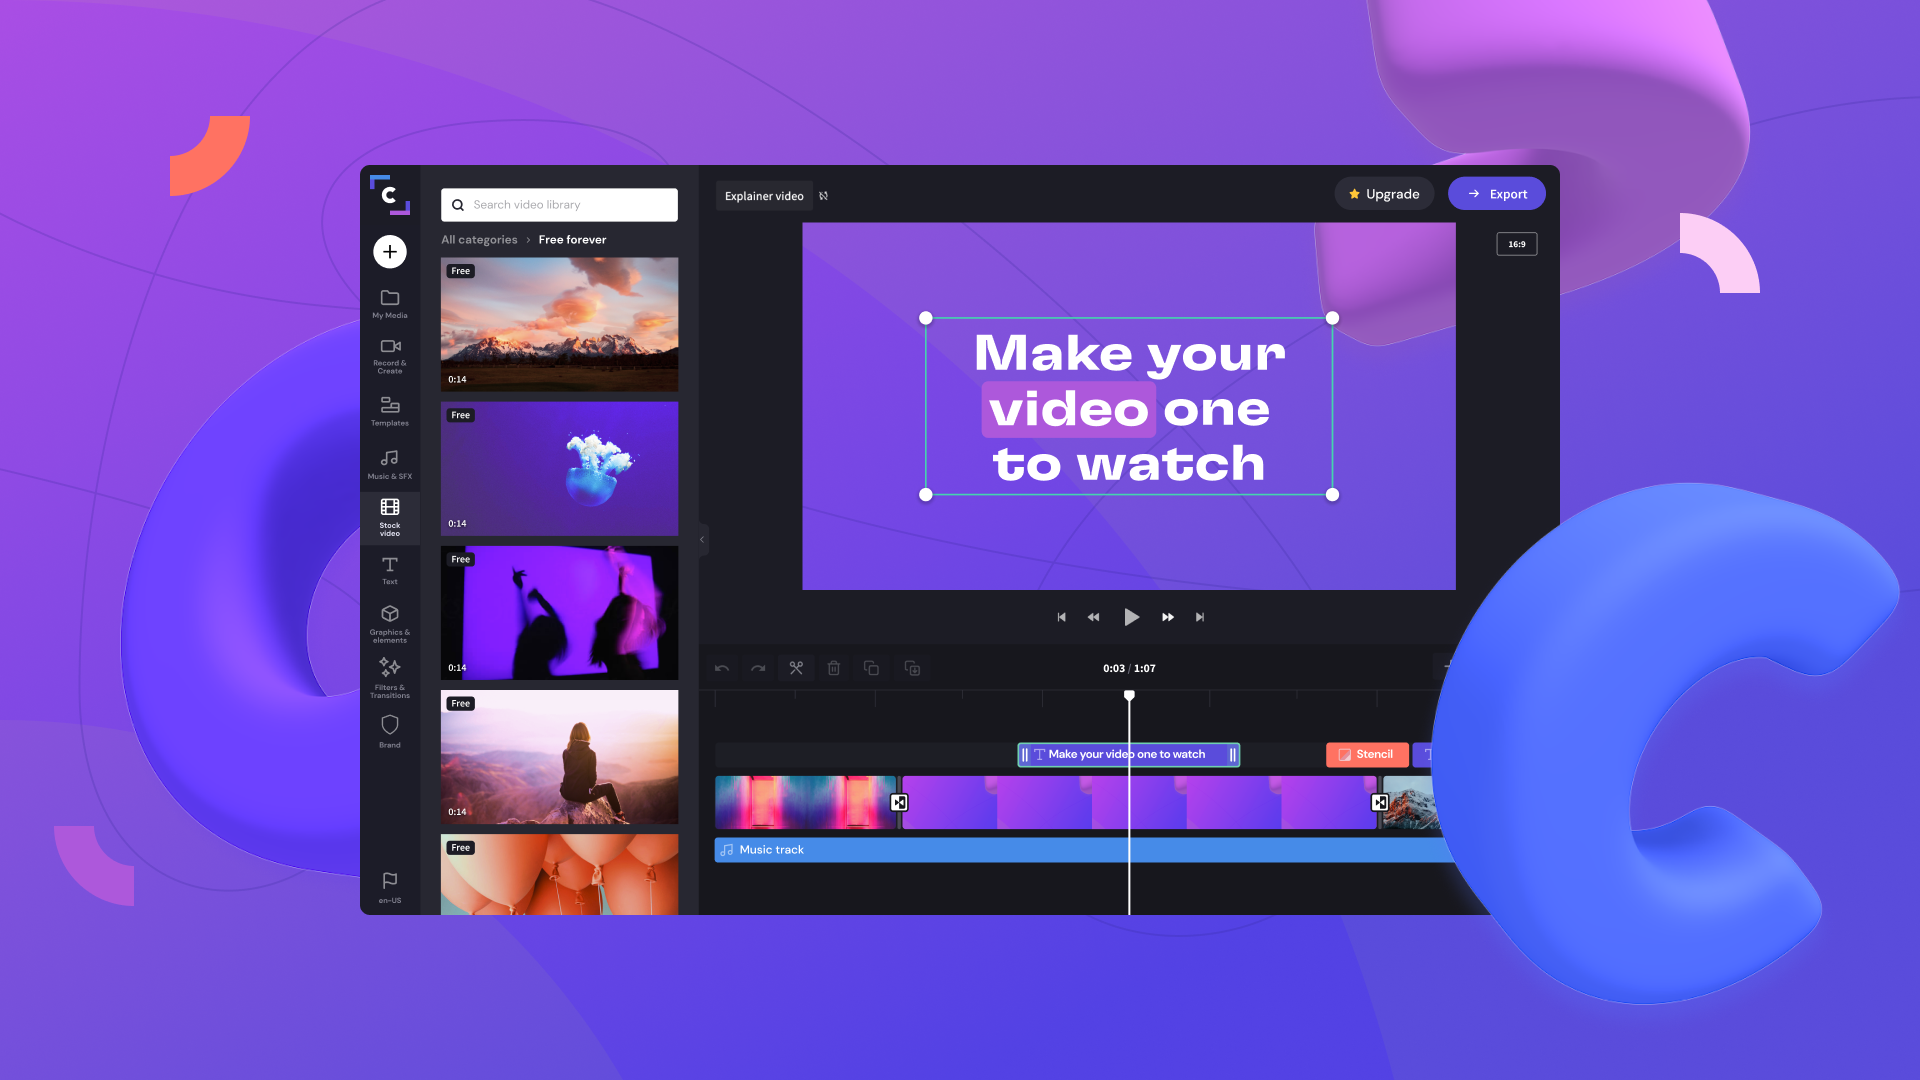 C
Search video library
All categories › Free forever
Free
0:14
Free
0:14
Free
0:14
Free
0:14
Free
My Media
Record &
Create
Templates
Music & SFX
Stock
video
Text
Graphics &
elements
Filters &
Transitions
Brand
en-US
Explainer video
Upgrade
Export
16:9
Make your
video one
to watch
0:03 / 1:07
Make your video one to watch
Stencil
Music track